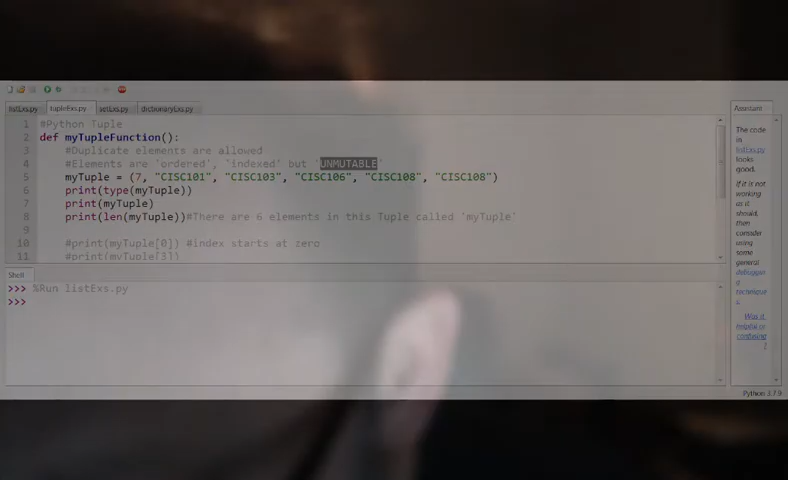 listExs.py tupleExs.py setExs.py dictionaryExs.py
1 #Python Tuple
2 def myTupleFunction():
3 #Duplicate elements are allowed
4 #Elements are 'ordered', 'indexed' but 'UNMUTABLE'
5 myTuple = (7, "CISC101", "CISC103", "CISC106", "CISC108", "CISC108")
6 print(type(myTuple))
7 print(myTuple)
8 print(len(myTuple))#There are 6 elements in this Tuple called 'myTuple'
9
10 #print(myTuple[0]) #index starts at zero
11 #print(myTuple[3])
Shell
>>> %Run listExs.py
>>>
Assistant
The code
in
listExs.py
looks
good.
If it is not
working
as it
should,
then
consider
using
some
general
debuggin
g
technique
s.
Was it
helpful or
confusing
?
Python 3.7.9